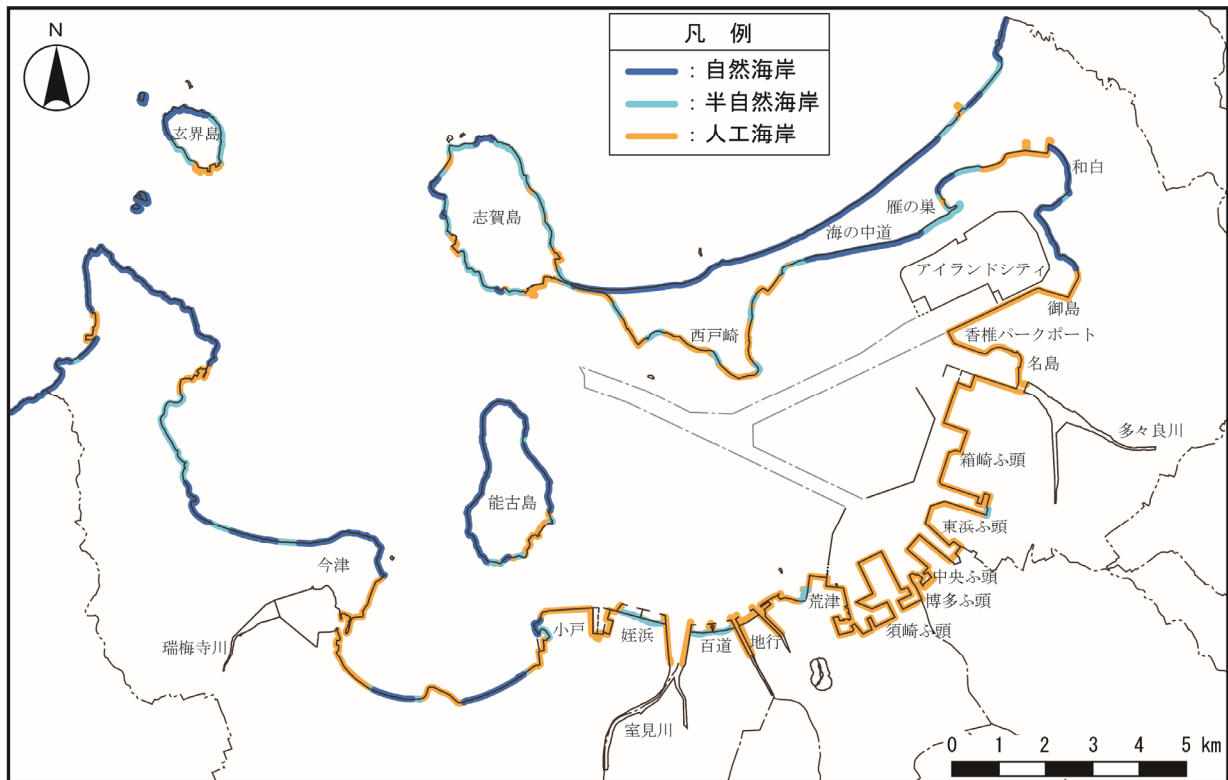 N
凡 例
：自然海岸
：半自然海岸
：人工海岸
玄界島
志賀島
和白
雁の巣
海の中道
アイランドシティ
御島
西戸崎
香椎パークポート
名島
多々良川
箱崎ふ頭
能古島
東浜ふ頭
今津
中央ふ頭
荒津
博多ふ頭
小戸
姪浜
百道
地行
須崎ふ頭
瑞梅寺川
室見川
0 1 2 3 4 5 km